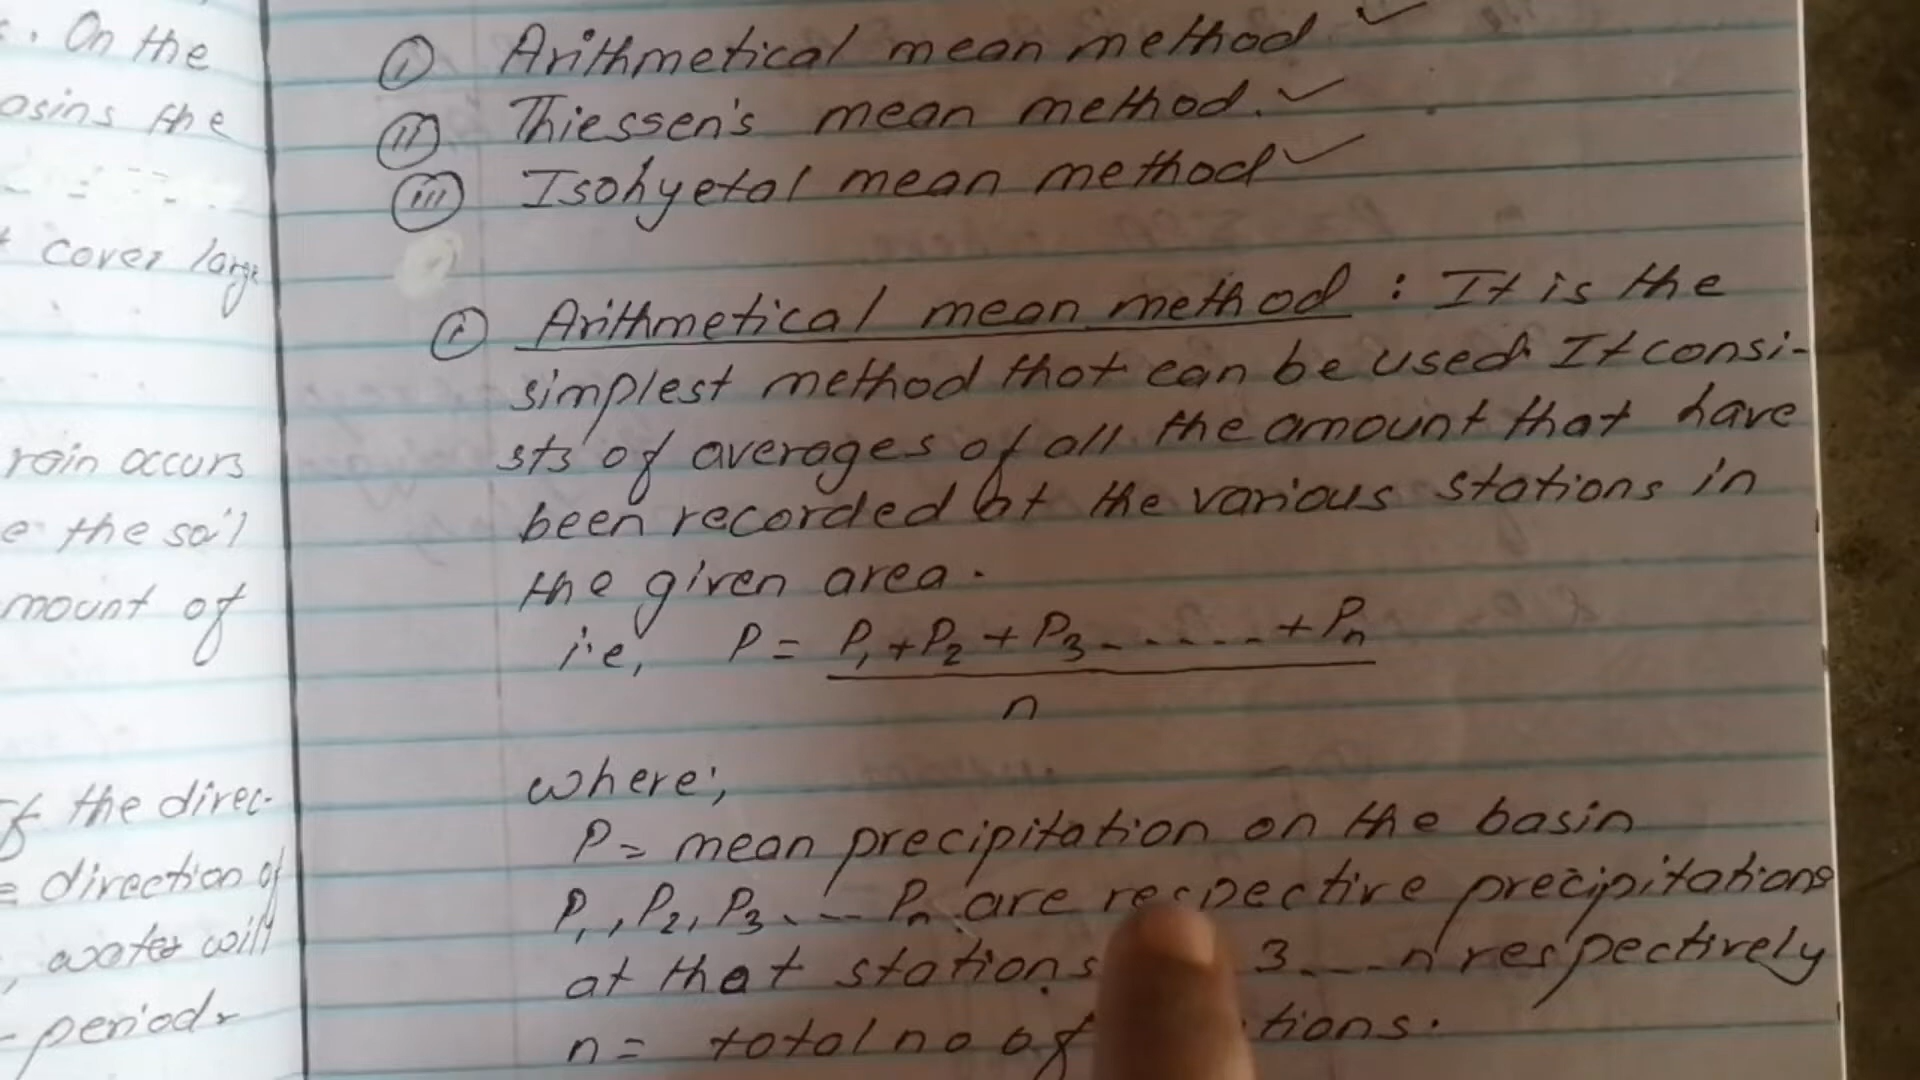 . On the
asins the
cover large
rain occurs
e the soil
mount of
the direc-
direction of
, water will
period.
(i) Arithmetical mean method ✓
(ii) Thiessen's mean method. ✓
(iii) Isohyetal mean method ✓
(i) Arithmetical mean method : It is the
simplest method that can be used. It consi-
sts of averages of all the amount that have
been recorded at the various stations in
the given area.
i.e, P = P1+P2+P3------+Pn
n
where;
P= mean precipitation on the basin
P1, P2, P3---- Pn are respective precipitations
at that stations 3---n respectively
n= total no of tions.